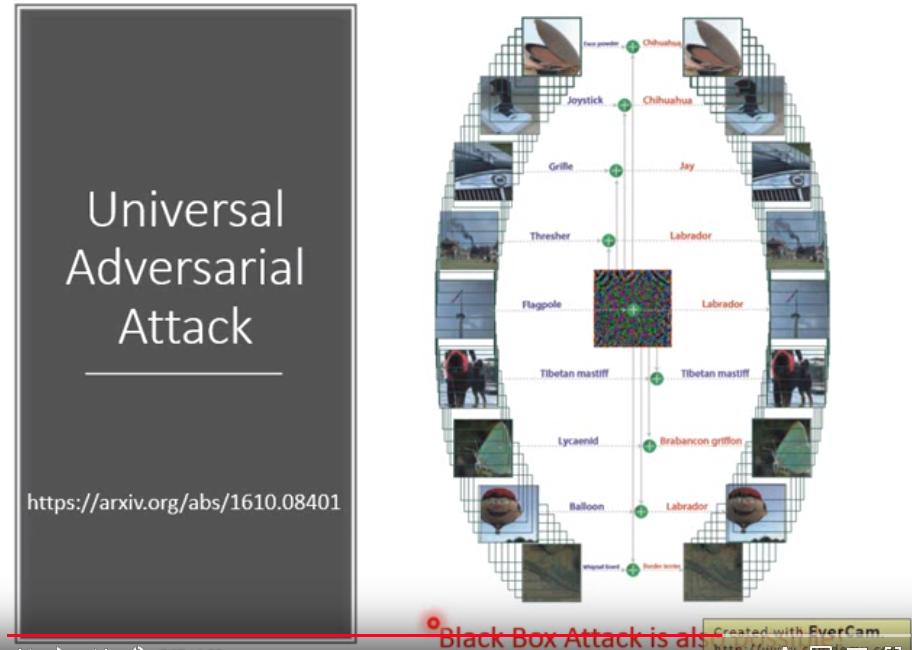 Universal
Adversarial
Attack
https://arxiv.org/abs/1610.08401
Face powder Chihuahua
Joystick Chihuahua
Grille Jay
Thresher Labrador
Flagpole Labrador
Tibetan mastiff Tibetan mastiff
Lycaenid Brabancon griffon
Balloon Labrador
Whiptail lizard Border terrier
Black Box Attack is also possible!
Created with EverCam.